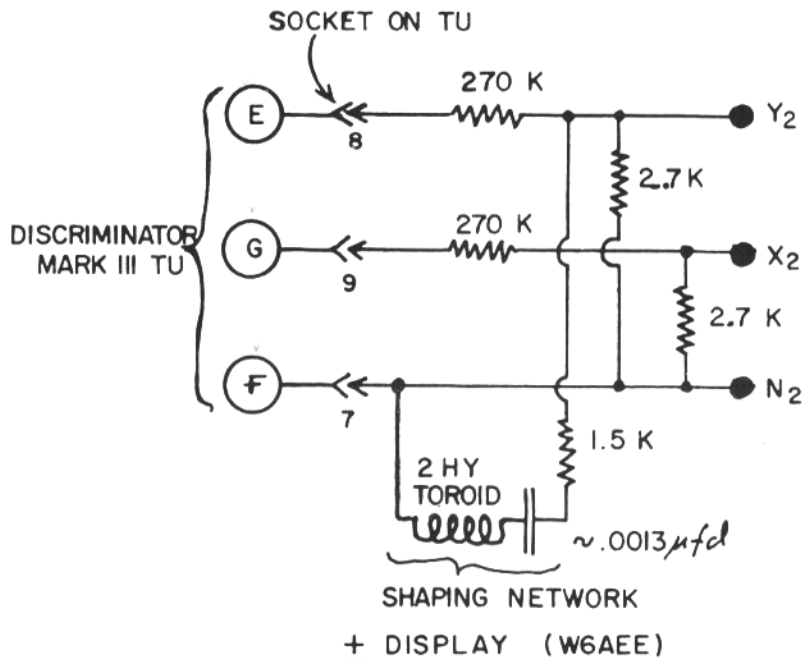 SOCKET ON TU
270 K
E
8
Y2
2.7 K
DISCRIMINATOR
MARK III TU
270 K
G
9
X2
2.7 K
F
7
N2
1.5 K
2 HY
TOROID
~.0013 µfd
SHAPING NETWORK
+ DISPLAY (W6AEE)